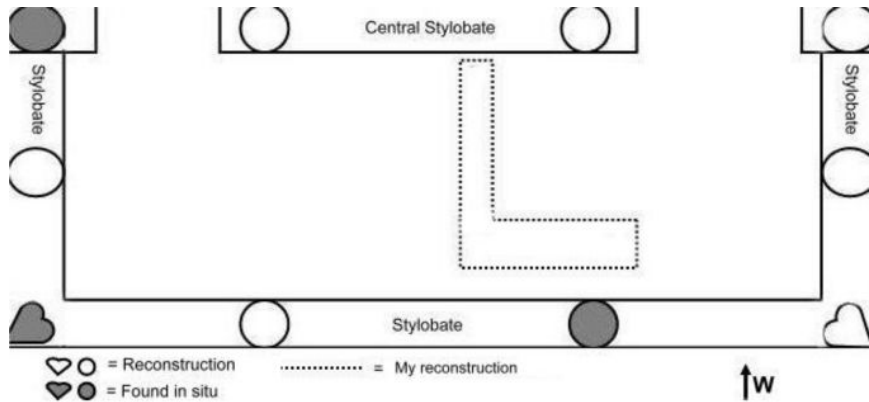 Central Stylobate
Stylobate
Stylobate
Stylobate
= Reconstruction
= My reconstruction
= Found in situ
W